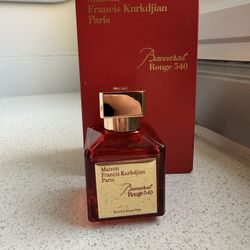 Maison
Francis Kurkdjian
Paris
Baccarat
Rouge 540
Maison
Francis Kurkdjian
Paris
Baccarat
Rouge 540
Extrait de parfum